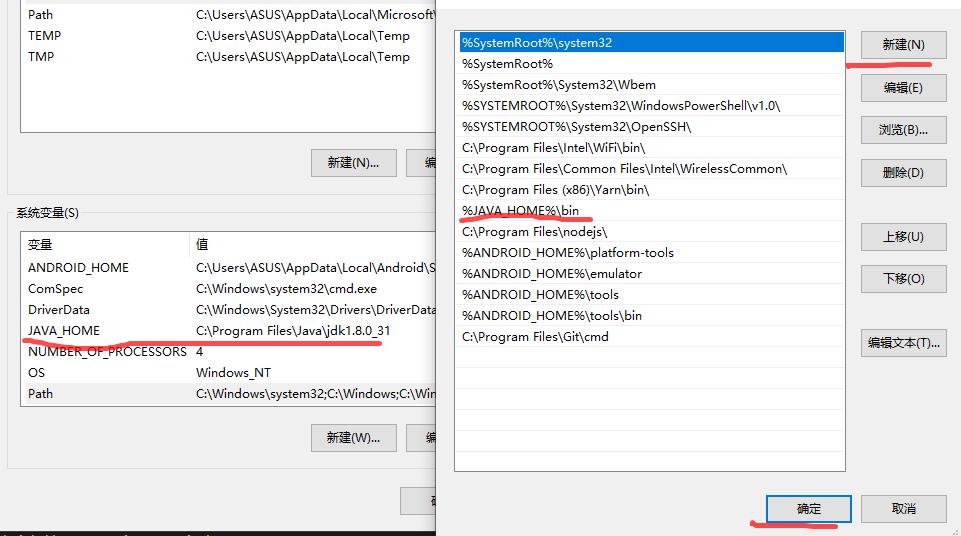 Path C:\Users\ASUS\AppData\Local\Microsoft\
TEMP C:\Users\ASUS\AppData\Local\Temp
TMP C:\Users\ASUS\AppData\Local\Temp
新建(N)...
系统变量(S)
变量 值
ANDROID_HOME C:\Users\ASUS\AppData\Local\Android\S
ComSpec C:\Windows\system32\cmd.exe
DriverData C:\Windows\System32\Drivers\DriverData
JAVA_HOME C:\Program Files\Java\jdk1.8.0_31
NUMBER_OF_PROCESSORS 4
OS Windows_NT
Path C:\Windows\system32;C:\Windows;C:\Win
新建(W)...
%SystemRoot%\system32
%SystemRoot%
%SystemRoot%\System32\Wbem
%SYSTEMROOT%\System32\WindowsPowerShell\v1.0\
%SYSTEMROOT%\System32\OpenSSH\
C:\Program Files\Intel\WiFi\bin\
C:\Program Files\Common Files\Intel\WirelessCommon\
C:\Program Files (x86)\Yarn\bin\
%JAVA_HOME%\bin
C:\Program Files\nodejs\
%ANDROID_HOME%\platform-tools
%ANDROID_HOME%\emulator
%ANDROID_HOME%\tools
%ANDROID_HOME%\tools\bin
C:\Program Files\Git\cmd
新建(N)
编辑(E)
浏览(B)...
删除(D)
上移(U)
下移(O)
编辑文本(T)...
确定
取消